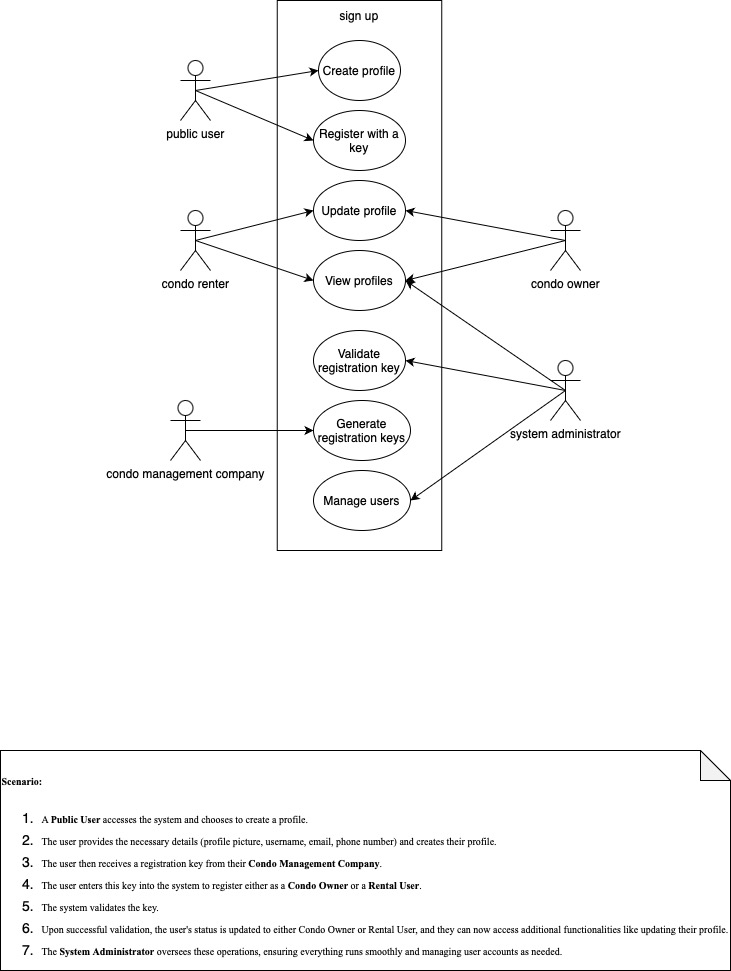 sign up
Create profile
public user
Register with a
key
Update profile
condo renter
View profiles
condo owner
Validate
registration key
Generate
registration keys
system administrator
condo management company
Manage users
Scenario:
1. A Public User accesses the system and chooses to create a profile.
2. The user provides the necessary details (profile picture, username, email, phone number) and creates their profile.
3. The user then receives a registration key from their Condo Management Company.
4. The user enters this key into the system to register either as a Condo Owner or a Rental User.
5. The system validates the key.
6. Upon successful validation, the user's status is updated to either Condo Owner or Rental User, and they can now access additional functionalities like updating their profile.
7. The System Administrator oversees these operations, ensuring everything runs smoothly and managing user accounts as needed.